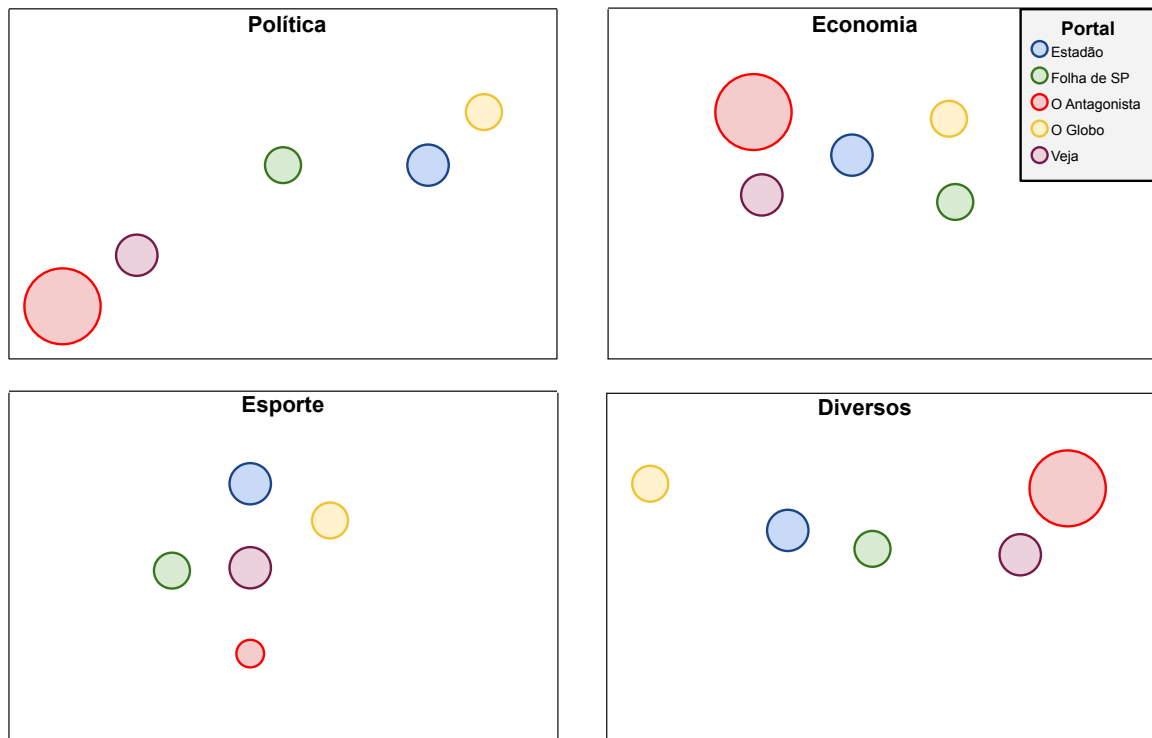 Política
Economia
Portal
Estadão
Folha de SP
O Antagonista
O Globo
Veja
Esporte
Diversos